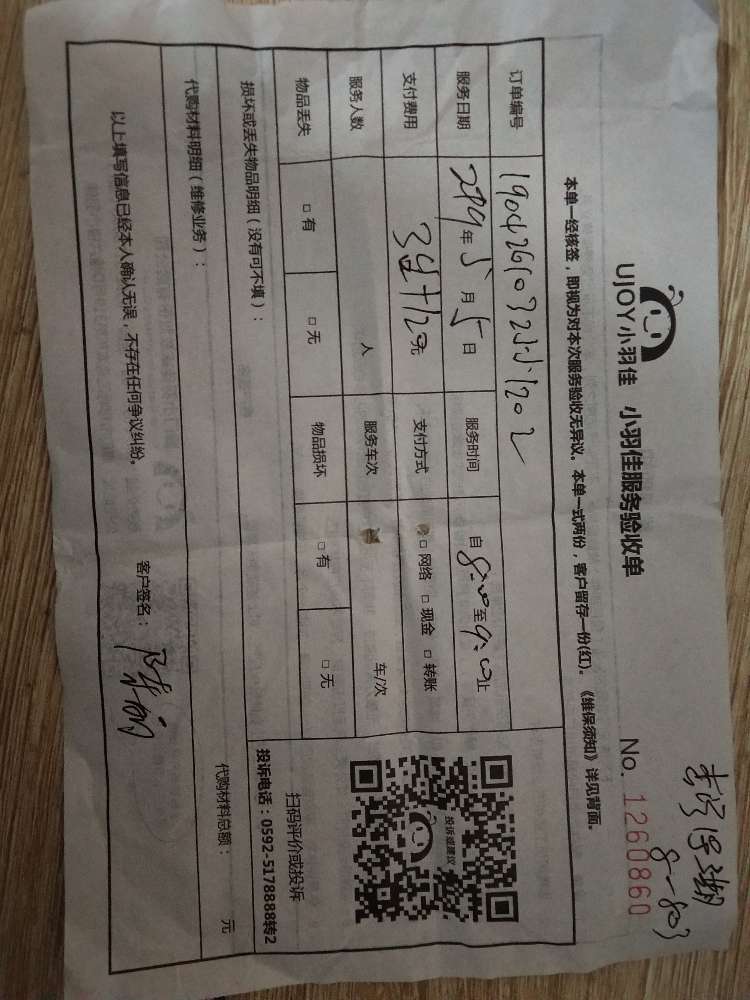 UJOY小羽佳 小羽佳服务验收单
No. 1260860
8-803
本单一经核签，即视为对本次服务验收无异议。本单一式两份，客户留存一份(红)。《维保须知》详见背面。
订单编号
服务日期 2019年5月5日 服务时间 自8:00至9:00止
支付费用 元 支付方式 □网络 □现金 □转账
服务人数 人 服务车次 车/次
物品丢失 □有 □无 物品损坏 □有 □无
损坏或丢失物品明细（没有可不填）：
代购材料明细（维修业务）： 代购材料总额： 元
以上填写信息已经本人确认无误，不存在任何争议纠纷。 客户签名：
投诉或建议
扫码评价或投诉
投诉电话：0592-5178888转2